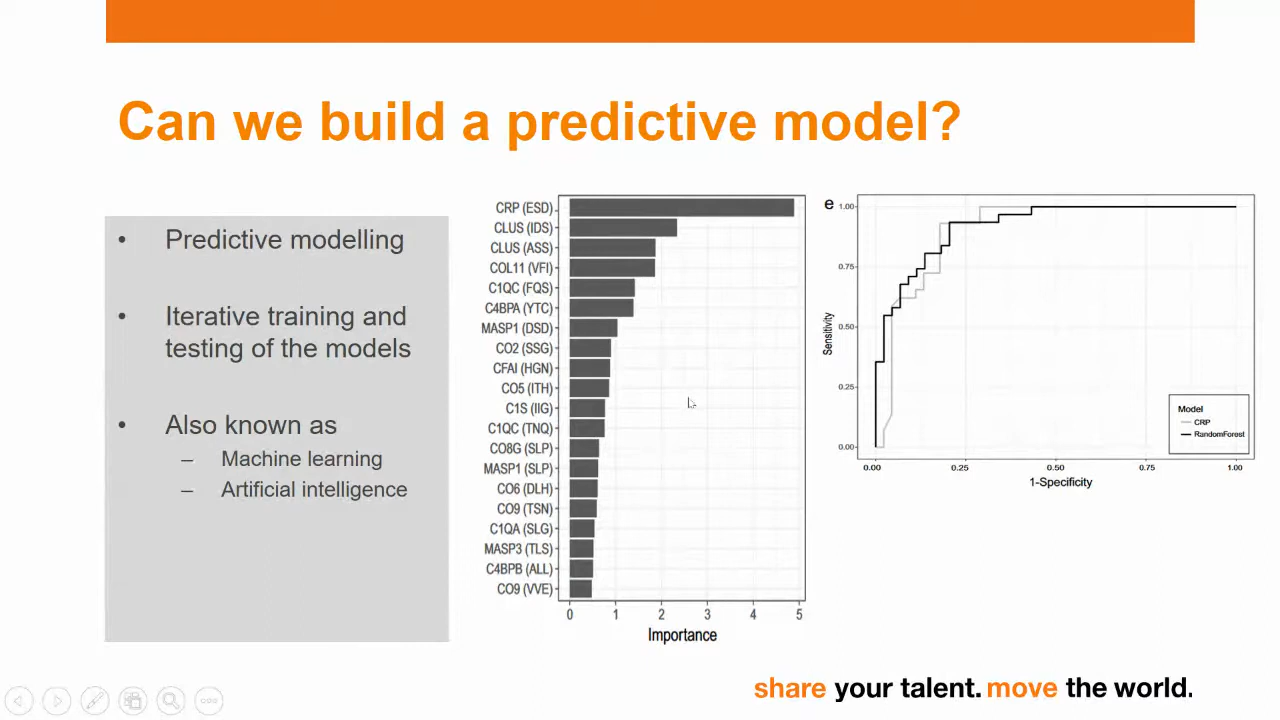 Can we build a predictive model?
• Predictive modelling
• Iterative training and
testing of the models
• Also known as
– Machine learning
– Artificial intelligence
CRP (ESD)
CLUS (IDS)
CLUS (ASS)
COL11 (VFI)
C1QC (FQS)
C4BPA (YTC)
MASP1 (DSD)
CO2 (SSG)
CFAI (HGN)
CO5 (ITH)
C1S (IIG)
C1QC (TNQ)
CO8G (SLP)
MASP1 (SLP)
CO6 (DLH)
CO9 (TSN)
C1QA (SLG)
MASP3 (TLS)
C4BPB (ALL)
CO9 (VVE)
0 1 2 3 4 5
Importance
e
1.00
0.75
0.50
0.25
0.00
Sensitivity
Model
CRP
RandomForest
0.00 0.25 0.50 0.75 1.00
1-Specificity
share your talent. move the world.